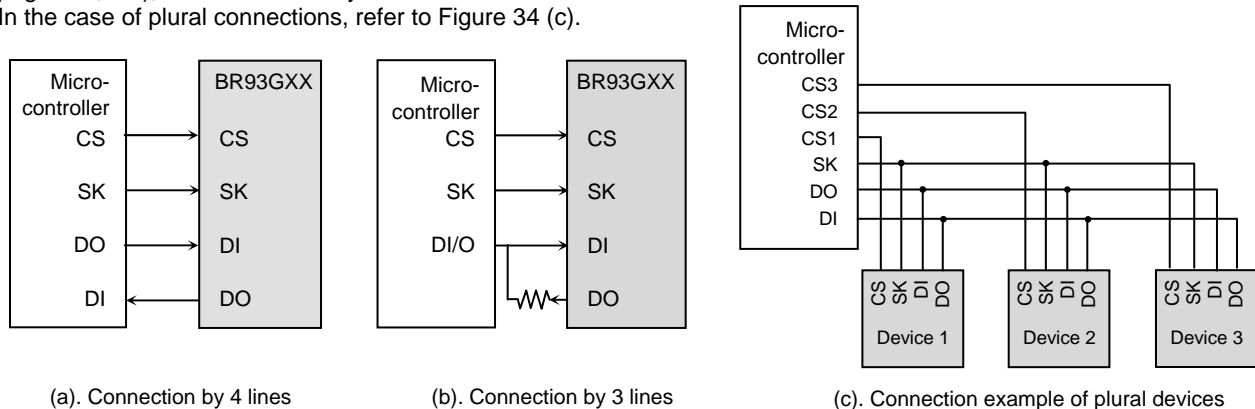 In the case of plural connections, refer to Figure 34 (c).
Micro-
controller
CS
SK
DO
DI
BR93GXX
CS
SK
DI
DO
(a). Connection by 4 lines
Micro-
controller
CS
SK
DI/O
BR93GXX
CS
SK
DI
DO
(b). Connection by 3 lines
Micro-
controller
CS3
CS2
CS1
SK
DO
DI
CS
SK
DI
DO
Device 1
CS
SK
DI
DO
Device 2
CS
SK
DI
DO
Device 3
(c). Connection example of plural devices